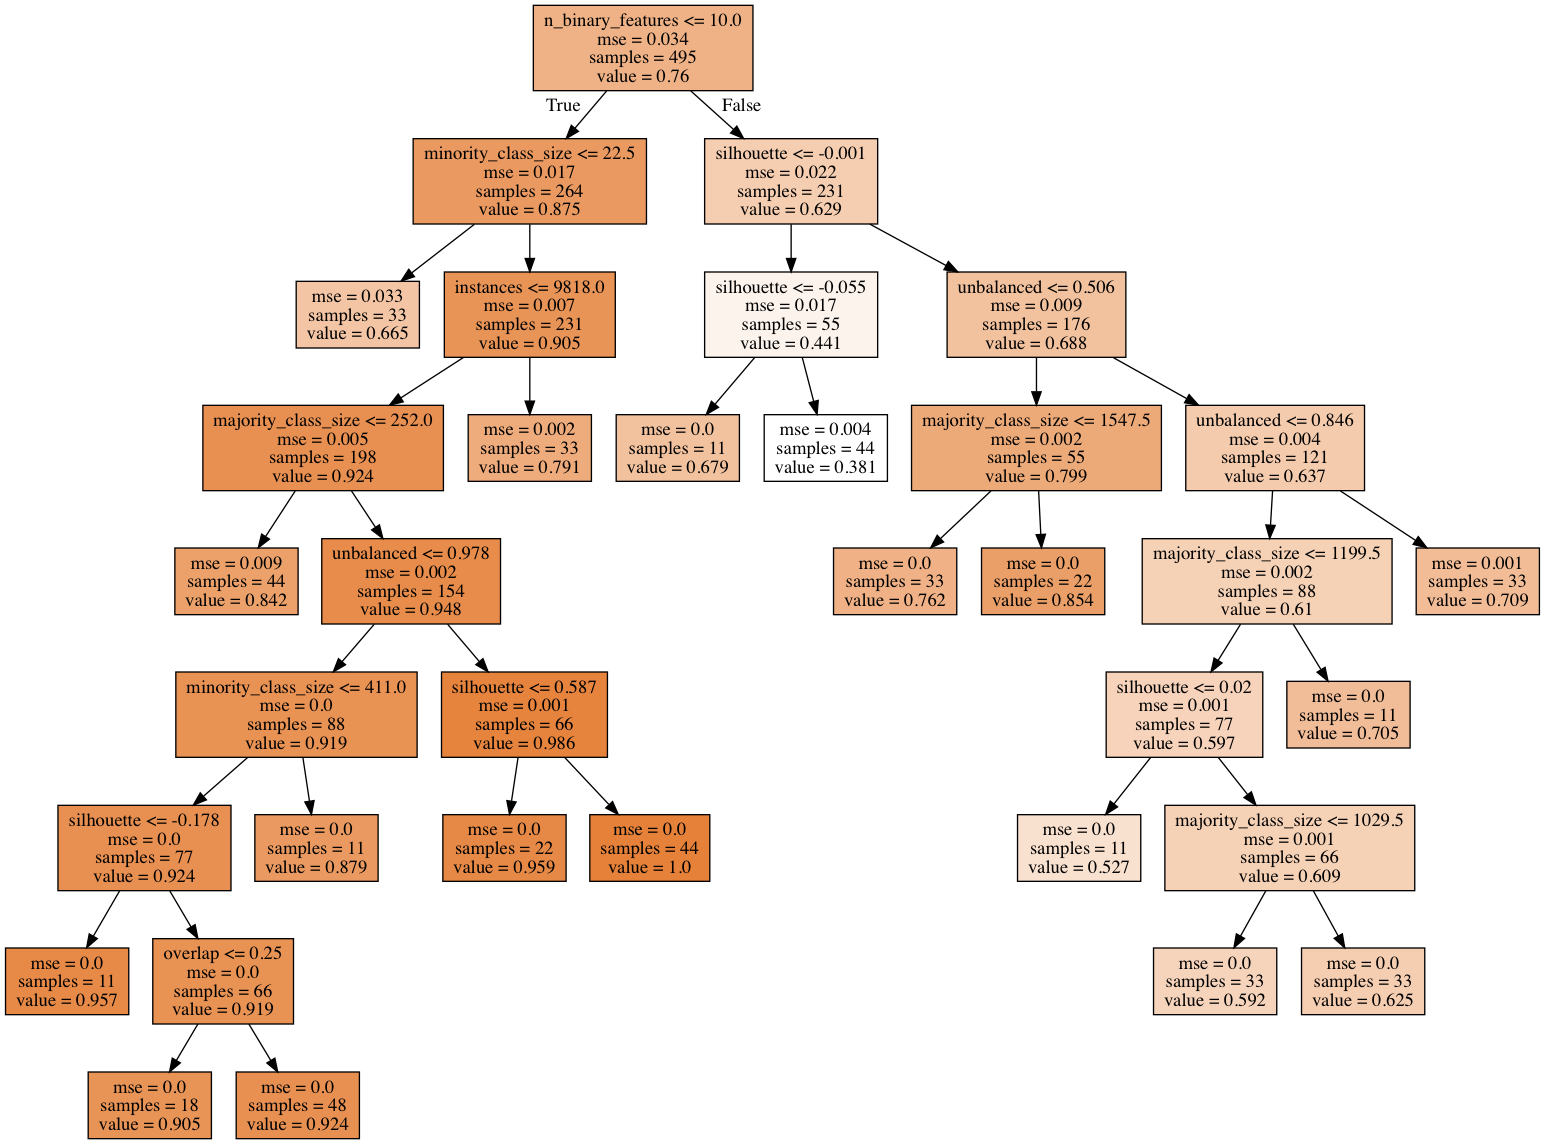 n_binary_features <= 10.0
mse = 0.034
samples = 495
value = 0.76
True
False
minority_class_size <= 22.5
mse = 0.017
samples = 264
value = 0.875
silhouette <= -0.001
mse = 0.022
samples = 231
value = 0.629
mse = 0.033
samples = 33
value = 0.665
instances <= 9818.0
mse = 0.007
samples = 231
value = 0.905
silhouette <= -0.055
mse = 0.017
samples = 55
value = 0.441
unbalanced <= 0.506
mse = 0.009
samples = 176
value = 0.688
majority_class_size <= 252.0
mse = 0.005
samples = 198
value = 0.924
mse = 0.002
samples = 33
value = 0.791
mse = 0.0
samples = 11
value = 0.679
mse = 0.004
samples = 44
value = 0.381
majority_class_size <= 1547.5
mse = 0.002
samples = 55
value = 0.799
unbalanced <= 0.846
mse = 0.004
samples = 121
value = 0.637
mse = 0.009
samples = 44
value = 0.842
unbalanced <= 0.978
mse = 0.002
samples = 154
value = 0.948
mse = 0.0
samples = 33
value = 0.762
mse = 0.0
samples = 22
value = 0.854
majority_class_size <= 1199.5
mse = 0.002
samples = 88
value = 0.61
mse = 0.001
samples = 33
value = 0.709
minority_class_size <= 411.0
mse = 0.0
samples = 88
value = 0.919
silhouette <= 0.587
mse = 0.001
samples = 66
value = 0.986
silhouette <= 0.02
mse = 0.001
samples = 77
value = 0.597
mse = 0.0
samples = 11
value = 0.705
silhouette <= -0.178
mse = 0.0
samples = 77
value = 0.924
mse = 0.0
samples = 11
value = 0.879
mse = 0.0
samples = 22
value = 0.959
mse = 0.0
samples = 44
value = 1.0
mse = 0.0
samples = 11
value = 0.527
majority_class_size <= 1029.5
mse = 0.001
samples = 66
value = 0.609
mse = 0.0
samples = 11
value = 0.957
overlap <= 0.25
mse = 0.0
samples = 66
value = 0.919
mse = 0.0
samples = 33
value = 0.592
mse = 0.0
samples = 33
value = 0.625
mse = 0.0
samples = 18
value = 0.905
mse = 0.0
samples = 48
value = 0.924